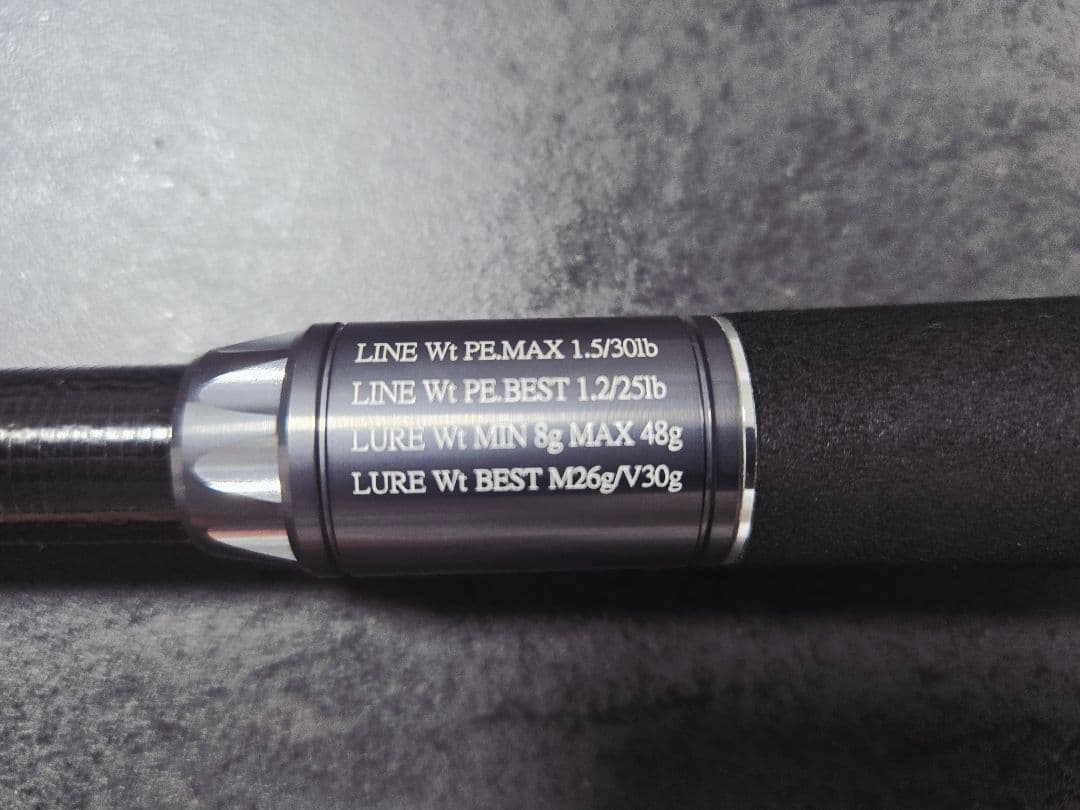 LINE Wt PE.MAX 1.5/30lb
LINE Wt PE.BEST 1.2/25lb
LURE Wt MIN 8g MAX 48g
LURE Wt BEST M26g/V30g